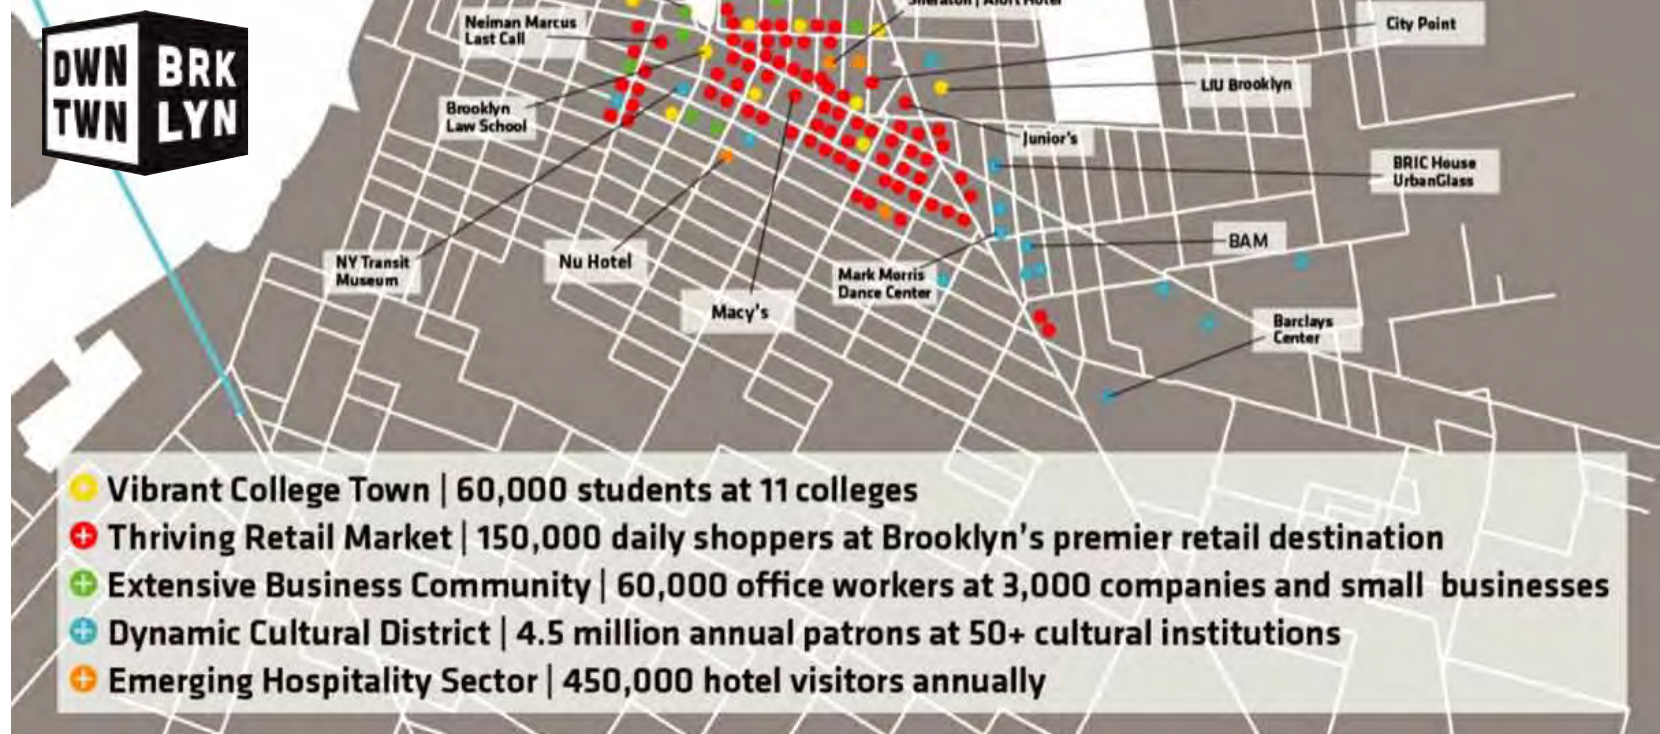 Sheraton | Aloft Hotel
Neiman Marcus
Last Call
City Point
DWN
TWN
BRK
LYN
LIU Brooklyn
Brooklyn
Law School
Junior's
BRIC House
UrbanGlass
BAM
NY Transit
Museum
Nu Hotel
Mark Morris
Dance Center
Macy's
Barclays
Center
Vibrant College Town | 60,000 students at 11 colleges
Thriving Retail Market | 150,000 daily shoppers at Brooklyn's premier retail destination
Extensive Business Community | 60,000 office workers at 3,000 companies and small businesses
Dynamic Cultural District | 4.5 million annual patrons at 50+ cultural institutions
Emerging Hospitality Sector | 450,000 hotel visitors annually